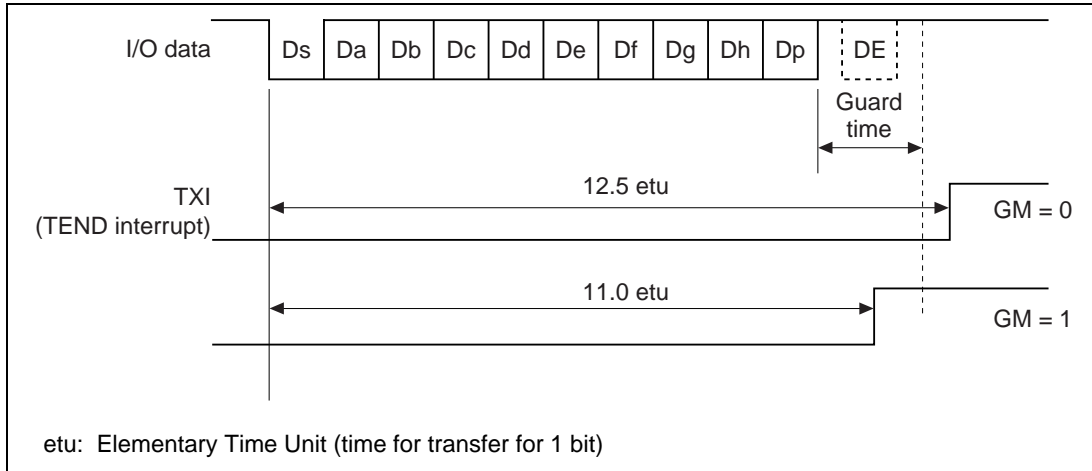 I/O data
Ds Da Db Dc Dd De Df Dg Dh Dp DE
Guard
time
12.5 etu
TXI
(TEND interrupt)
GM = 0
11.0 etu
GM = 1
etu: Elementary Time Unit (time for transfer for 1 bit)